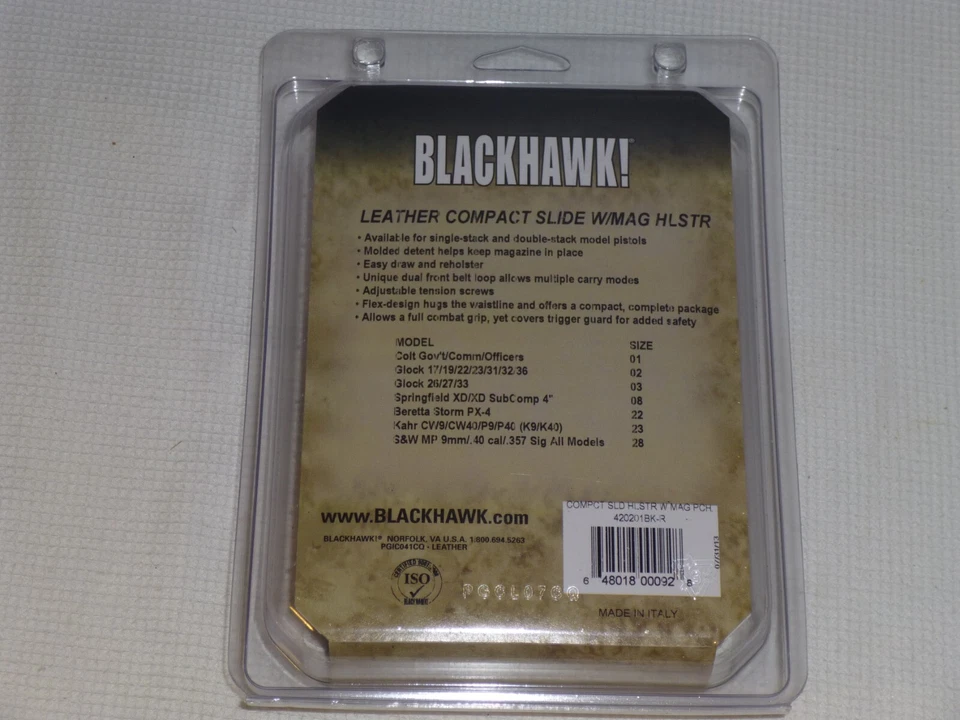 BLACKHAWK!
LEATHER COMPACT SLIDE W/MAG HLSTR
• Available for single-stack and double-stack model pistols
• Molded detent helps keep magazine in place
• Easy draw and reholster
• Unique dual front belt loop allows multiple carry modes
• Adjustable tension screws
• Flex-design hugs the waistline and offers a compact, complete package
• Allows a full combat grip, yet covers trigger guard for added safety
MODEL SIZE
Colt Gov't/Comm/Officers 01
Glock 17/19/22/23/31/32/36 02
Glock 26/27/33 03
Springfield XD/XD SubComp 4" 08
Beretta Storm PX-4 22
Kahr CW9/CW40/P9/P40 (K9/K40) 23
S&W MP 9mm/.40 cal/.357 Sig All Models 28
www.BLACKHAWK.com
BLACKHAWK!® NORFOLK, VA U.S.A. 1.800.694.5263
PGIC041CQ - LEATHER
ISO
COMPCT SLD HLSTR W/MAG PCH,
420201BK-R
6 48018 00092 8
07/31/13
MADE IN ITALY